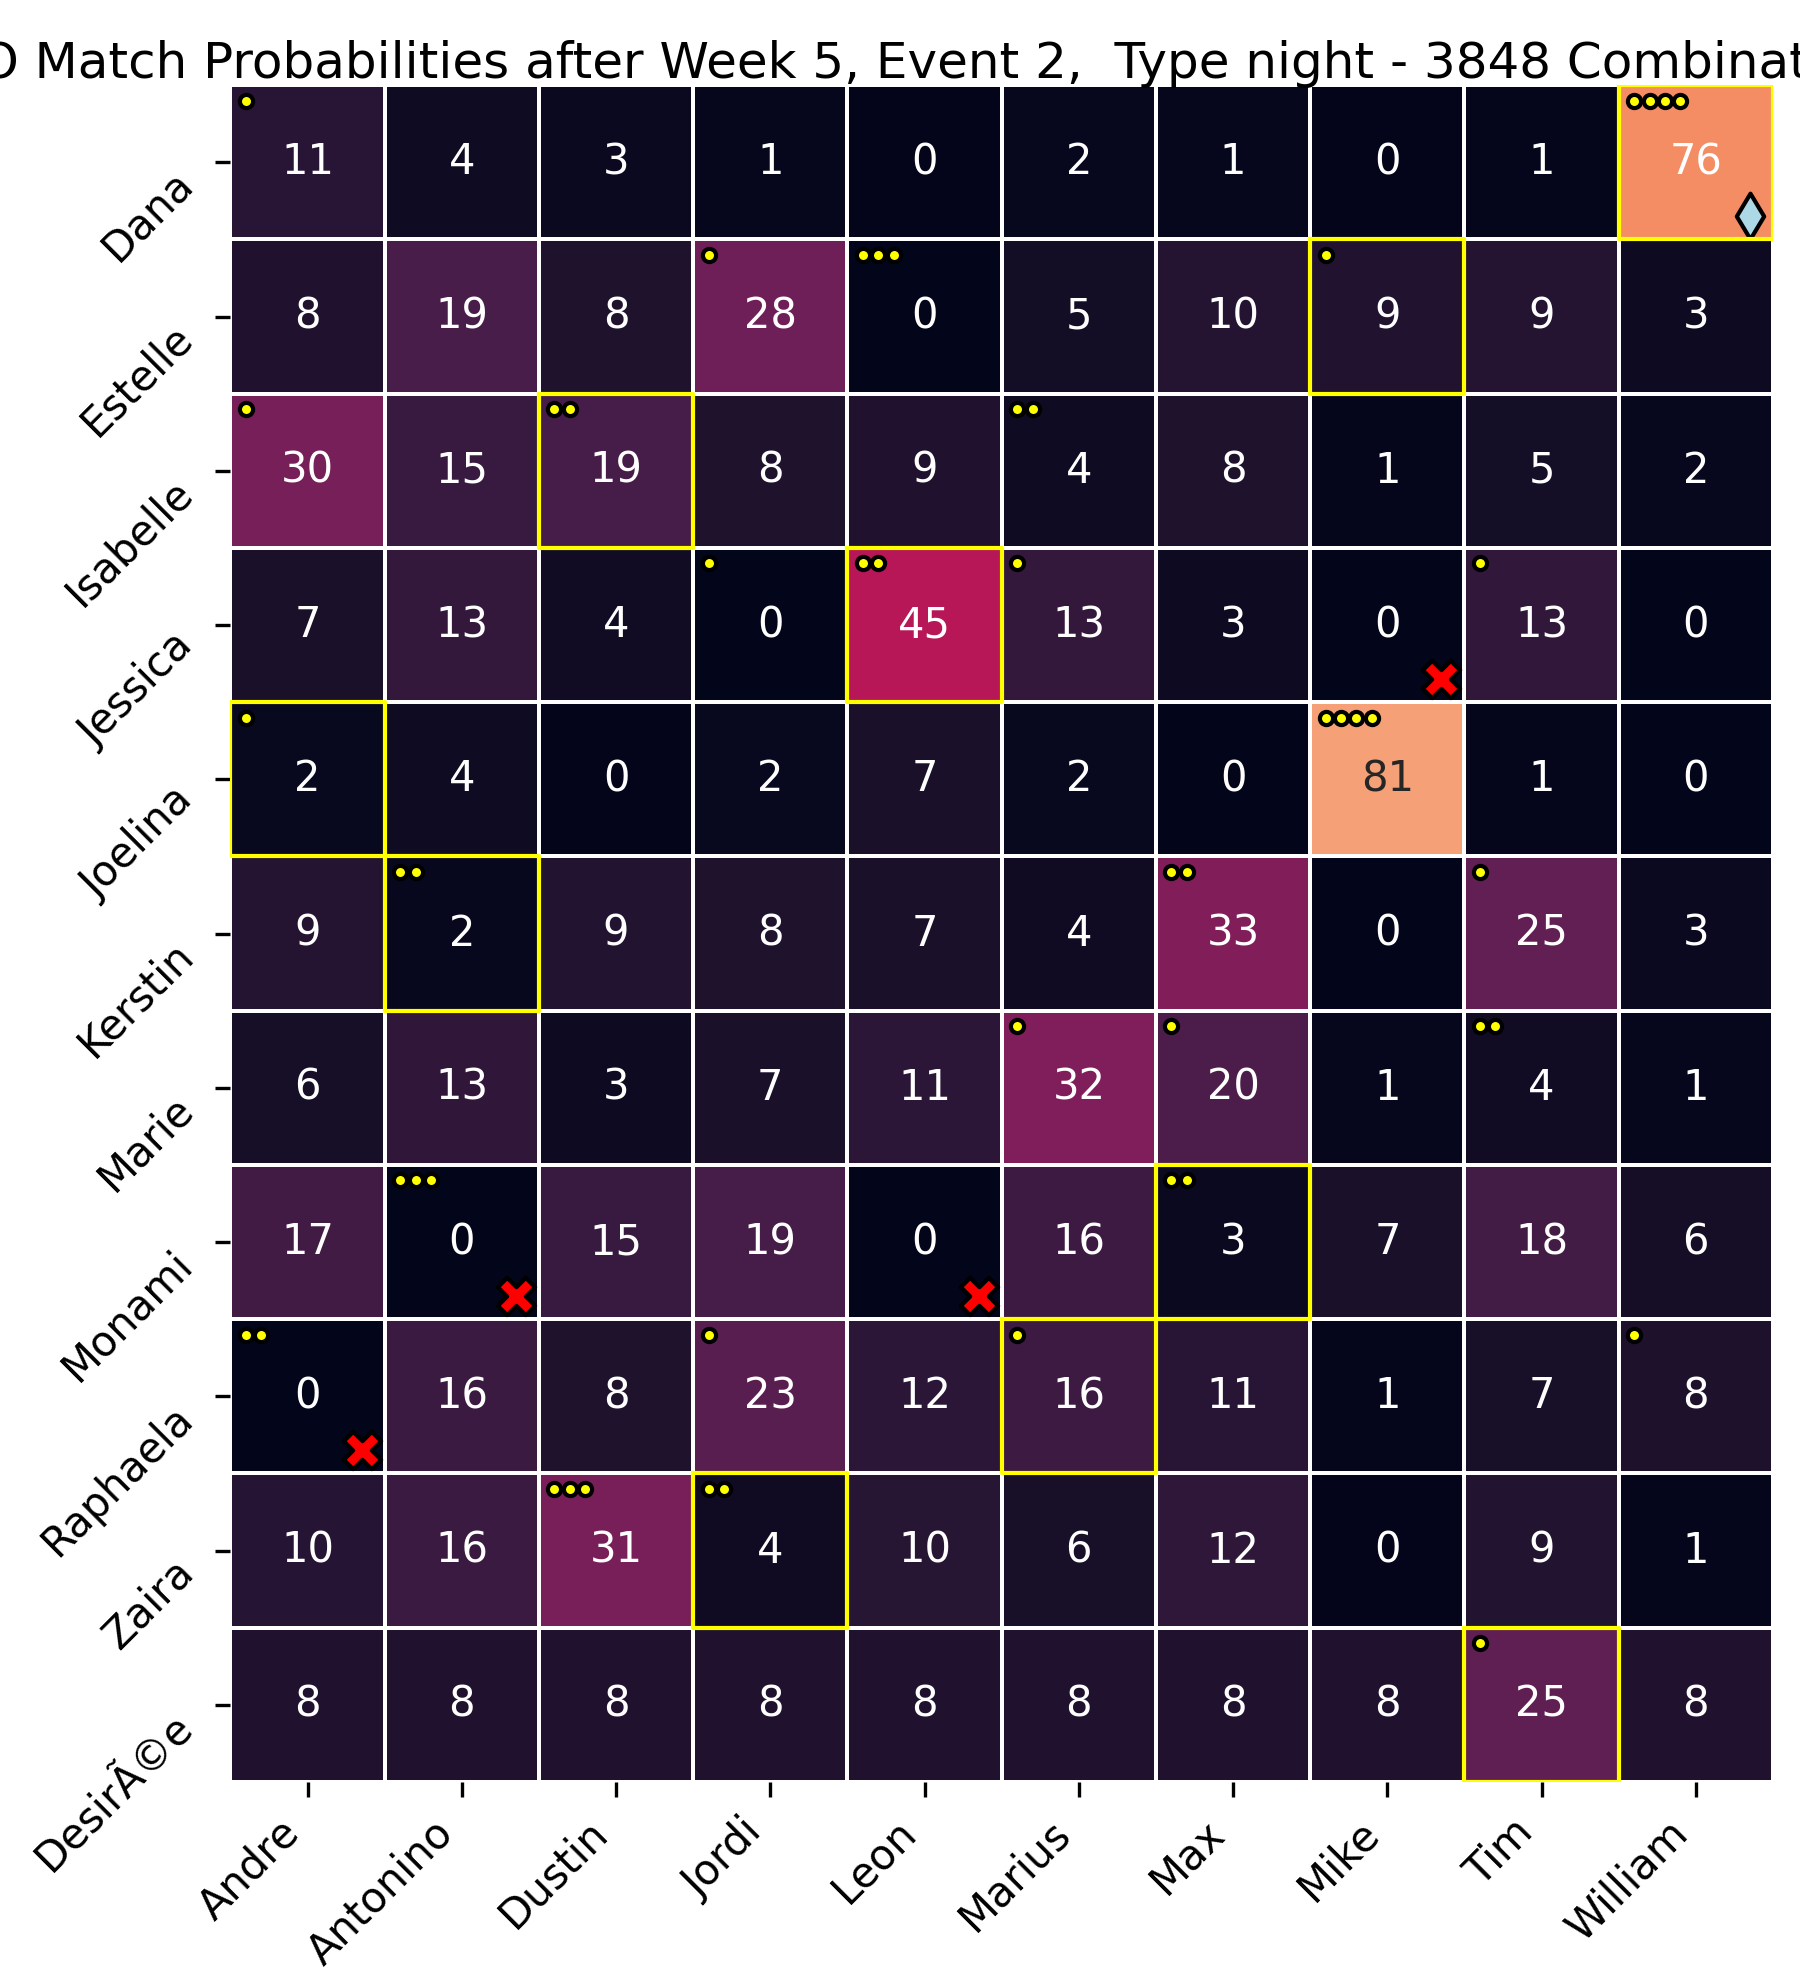 Match Probabilities after Week 5, Event 2, Type night - 3848
Dana 11 4 3 1 0 2 1 0 1 76
Estelle 8 19 8 28 0 5 10 9 9 3
Isabelle 30 15 19 8 9 4 8 1 5 2
Jessica 7 13 4 0 45 13 3 0 13 0
Joelina 2 4 0 2 7 2 0 81 1 0
Kerstin 9 2 9 8 7 4 33 0 25 3
Marie 6 13 3 7 11 32 20 1 4 1
Monami 17 0 15 19 0 16 3 7 18 6
Raphaela 0 16 8 23 12 16 11 1 7 8
Zaira 10 16 31 4 10 6 12 0 9 1
DesirÃ©e 8 8 8 8 8 8 8 8 25 8
Andre Antonino Dustin Jordi Leon Marius Max Mike Tim William